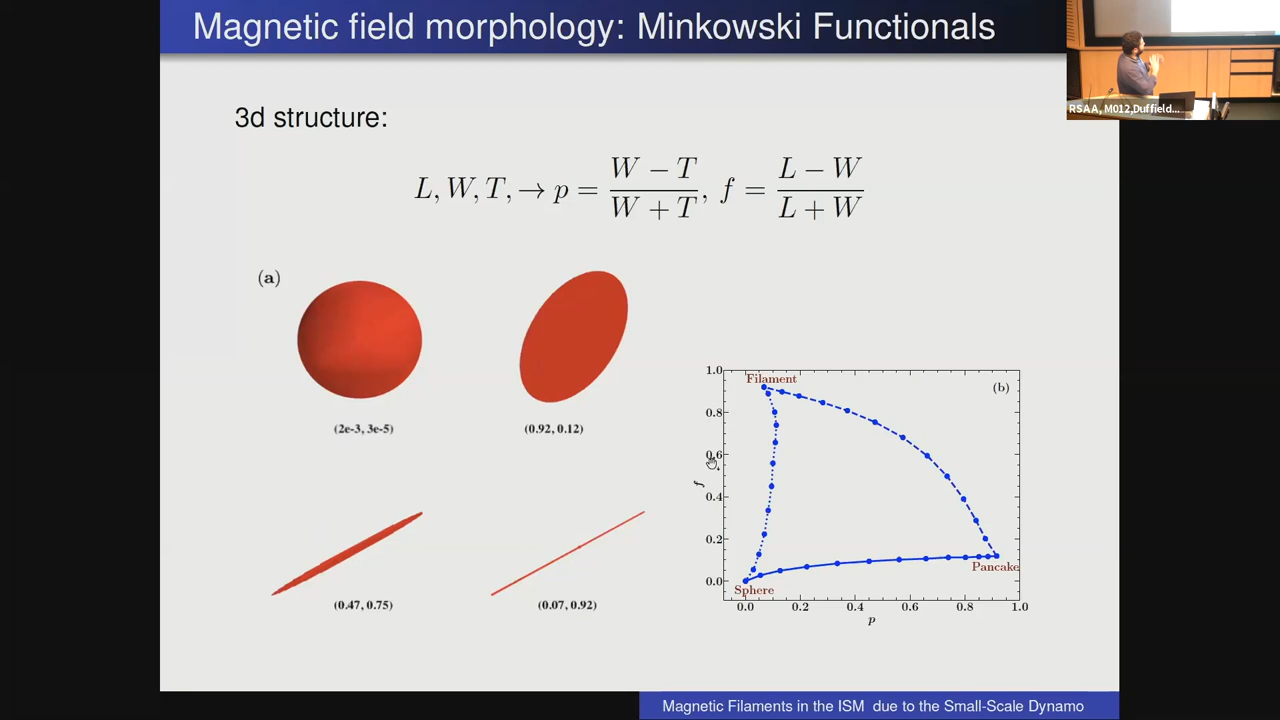 Magnetic field morphology: Minkowski Functionals
RSAA, M012,Duffield...
3d structure:
L, W, T, → p = (W − T)/(W + T), f = (L − W)/(L + W)
(a)
(2e-3, 3e-5)
(0.92, 0.12)
(0.47, 0.75)
(0.07, 0.92)
1.0
Filament
(b)
0.8
0.6
f
0.4
0.2
0.0
Pancake
Sphere
0.0 0.2 0.4 0.6 0.8 1.0
p
Magnetic Filaments in the ISM due to the Small-Scale Dynamo